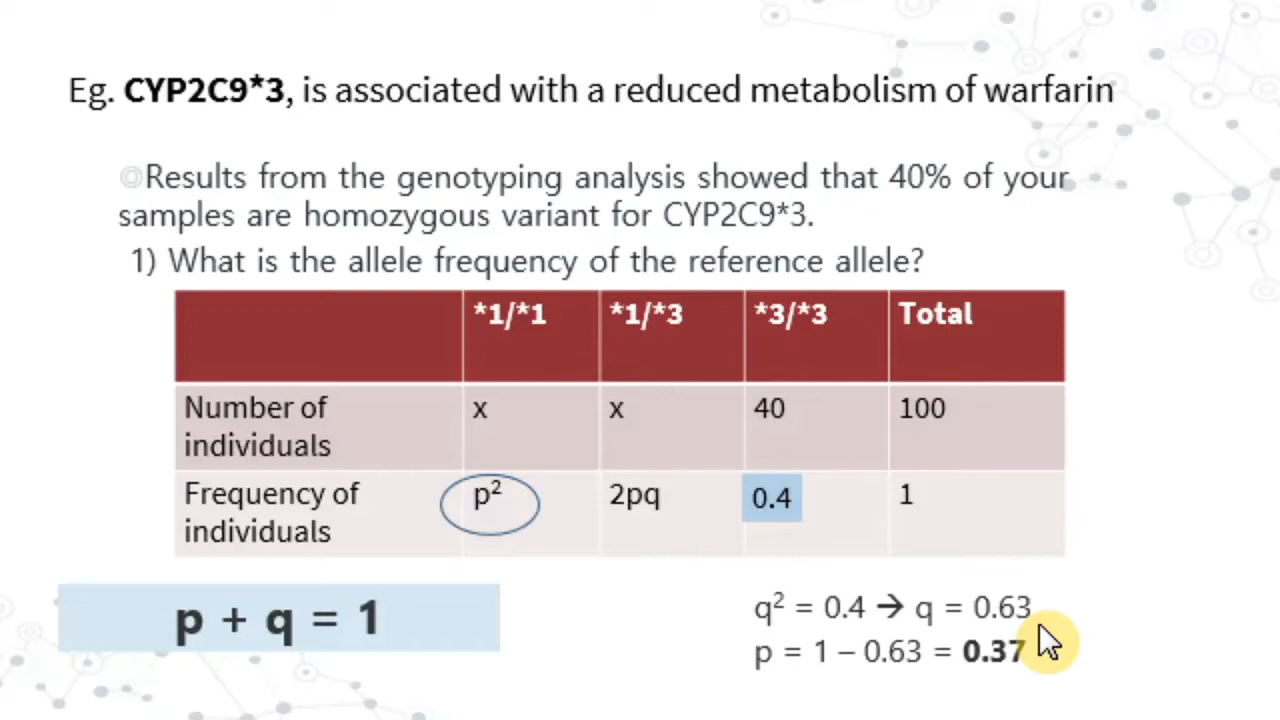 Eg. CYP2C9*3, is associated with a reduced metabolism of warfarin
Results from the genotyping analysis showed that 40% of your
samples are homozygous variant for CYP2C9*3.
1) What is the allele frequency of the reference allele?
*1/*1 *1/*3 *3/*3 Total
Number of individuals x x 40 100
Frequency of individuals p² 2pq 0.4 1
p + q = 1
q² = 0.4 → q = 0.63
p = 1 – 0.63 = 0.37